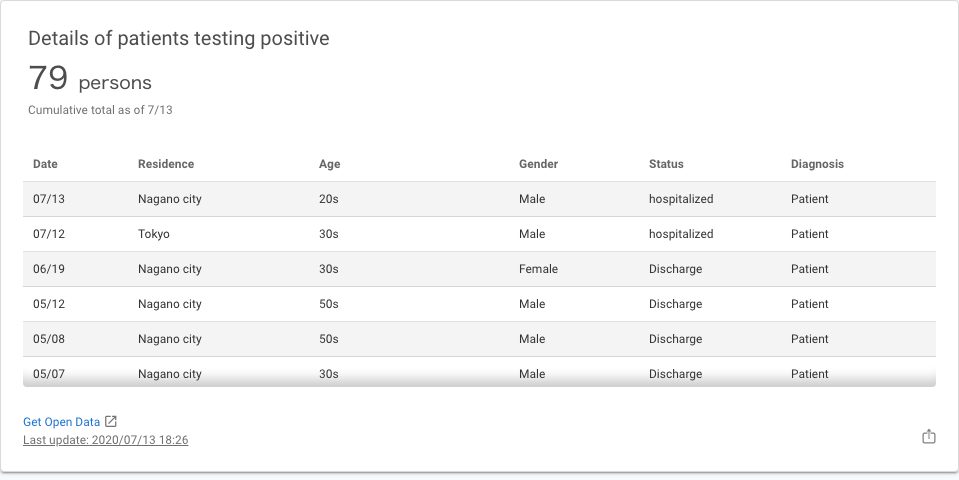 Details of patients testing positive
79 persons
Cumulative total as of 7/13
Date Residence Age Gender Status Diagnosis
07/13 Nagano city 20s Male hospitalized Patient
07/12 Tokyo 30s Male hospitalized Patient
06/19 Nagano city 30s Female Discharge Patient
05/12 Nagano city 50s Male Discharge Patient
05/08 Nagano city 50s Male Discharge Patient
05/07 Nagano city 30s Male Discharge Patient
Get Open Data
Last update: 2020/07/13 18:26